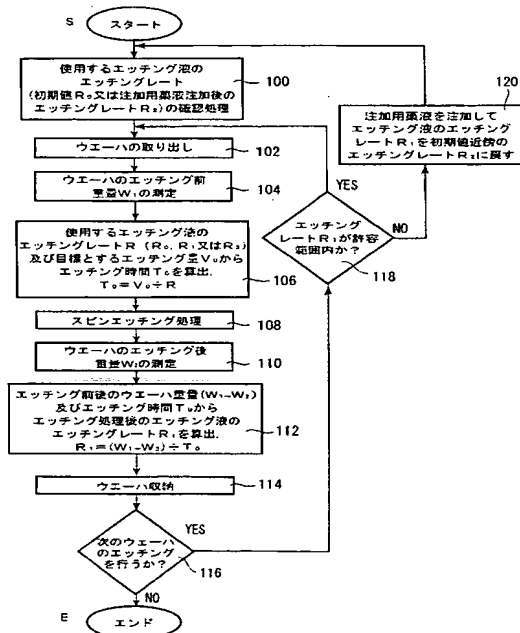 S
スタート
使用するエッチング液の
エッチングレート
(初期値R₀又は注加用薬液注加後の
エッチングレートR₂)の確認処理
100
ウエーハの取り出し
102
ウエーハのエッチング前
重量W₁の測定
104
使用するエッチング液の
エッチングレートR(R₀, R₁又はR₂)
及び目標とするエッチング量V₀から
エッチング時間T₀を算出.
T₀=V₀÷R
106
スピンエッチング処理
108
ウエーハのエッチング後
重量W₂の測定
110
エッチング前後のウエーハ重量(W₁-W₂)
及びエッチング時間T₀から
エッチング処理後のエッチング液の
エッチングレートR₁を算出.
R₁=(W₁-W₂)÷T₀
112
ウエーハ収納
114
次のウェーハ
のエッチング
を行うか?
116
YES
NO
E
エンド
エッチング
レートR₁が許容
範囲内か?
118
YES
NO
注加用薬液を注加して
エッチング液のエッチング
レートR₁を初期値近傍の
エッチングレートR₂に戻す
120